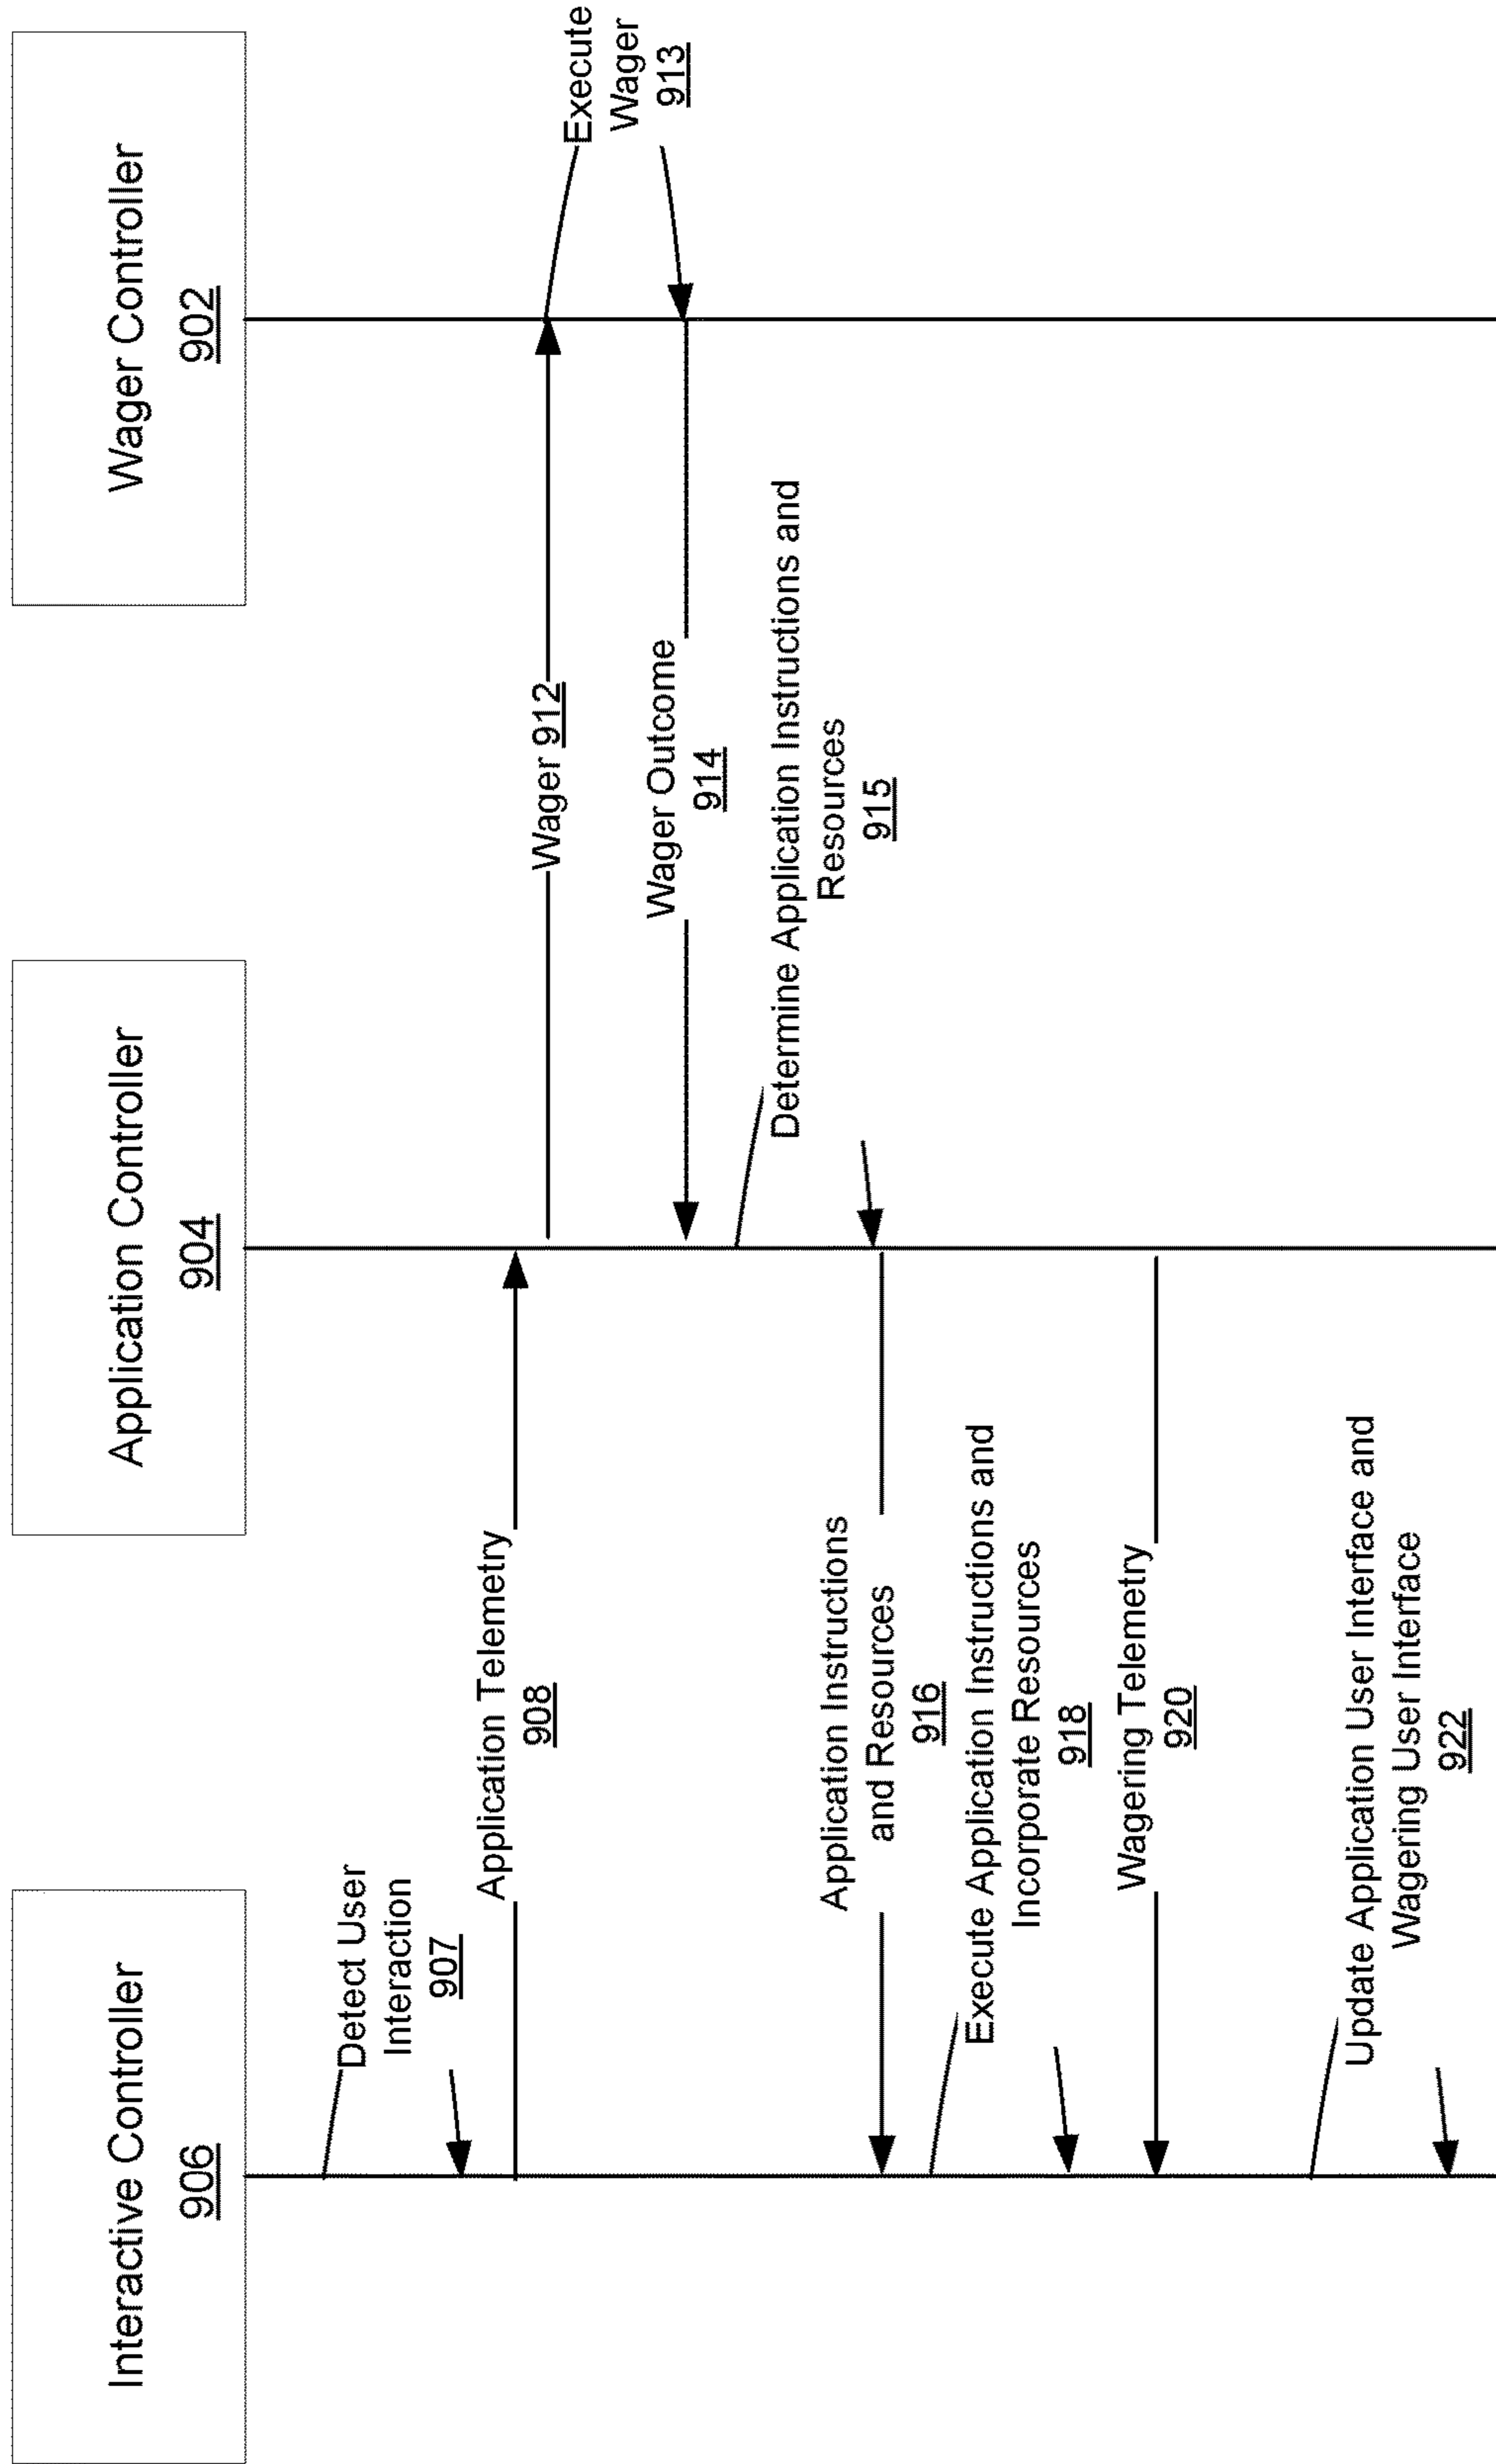 Interactive Controller
906
Application Controller
904
Wager Controller
902
Detect User
Interaction
907
Application Telemetry
908
Wager 912
Execute
Wager
913
Wager Outcome
914
Determine Application Instructions and
Resources
915
Application Instructions
and Resources
916
Execute Application Instructions and
Incorporate Resources
918
Wagering Telemetry
920
Update Application User Interface and
Wagering User Interface
922